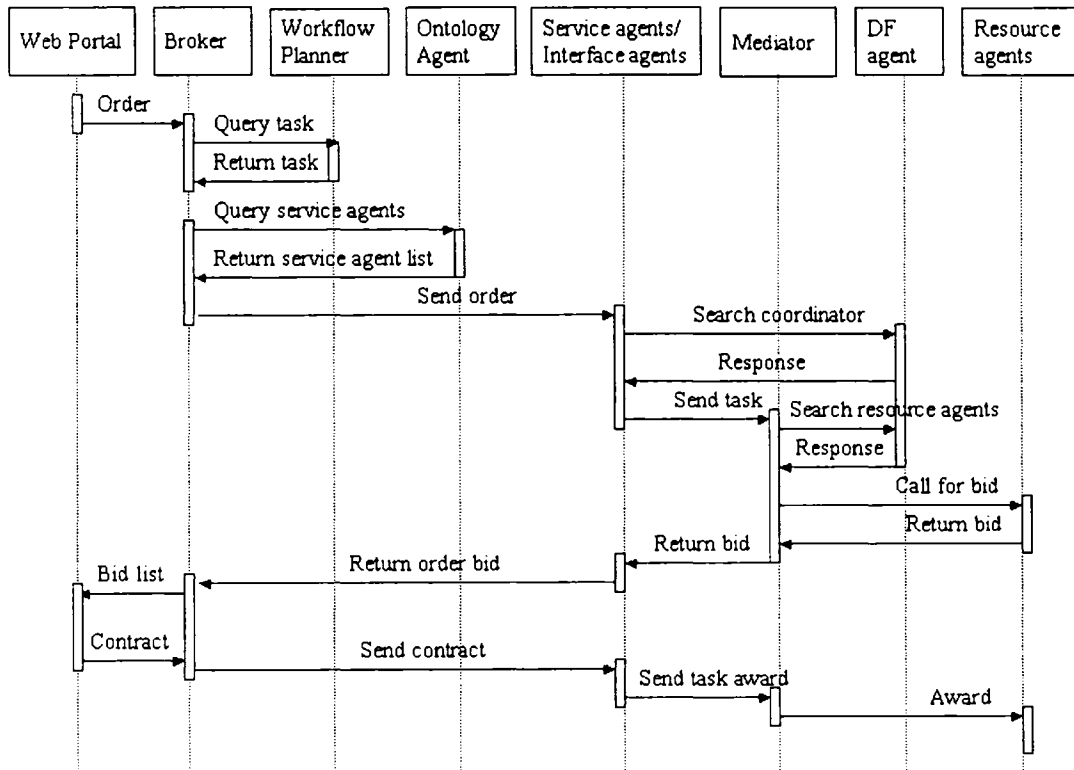 Web Portal
Broker
Workflow
Planner
Ontology
Agent
Service agents/
Interface agents
Mediator
DF
agent
Resource
agents
Order
Query task
Return task
Query service agents
Return service agent list
Send order
Search coordinator
Response
Send task
Search resource agents
Response
Call for bid
Return bid
Return bid
Return order bid
Bid list
Contract
Send contract
Send task award
Award